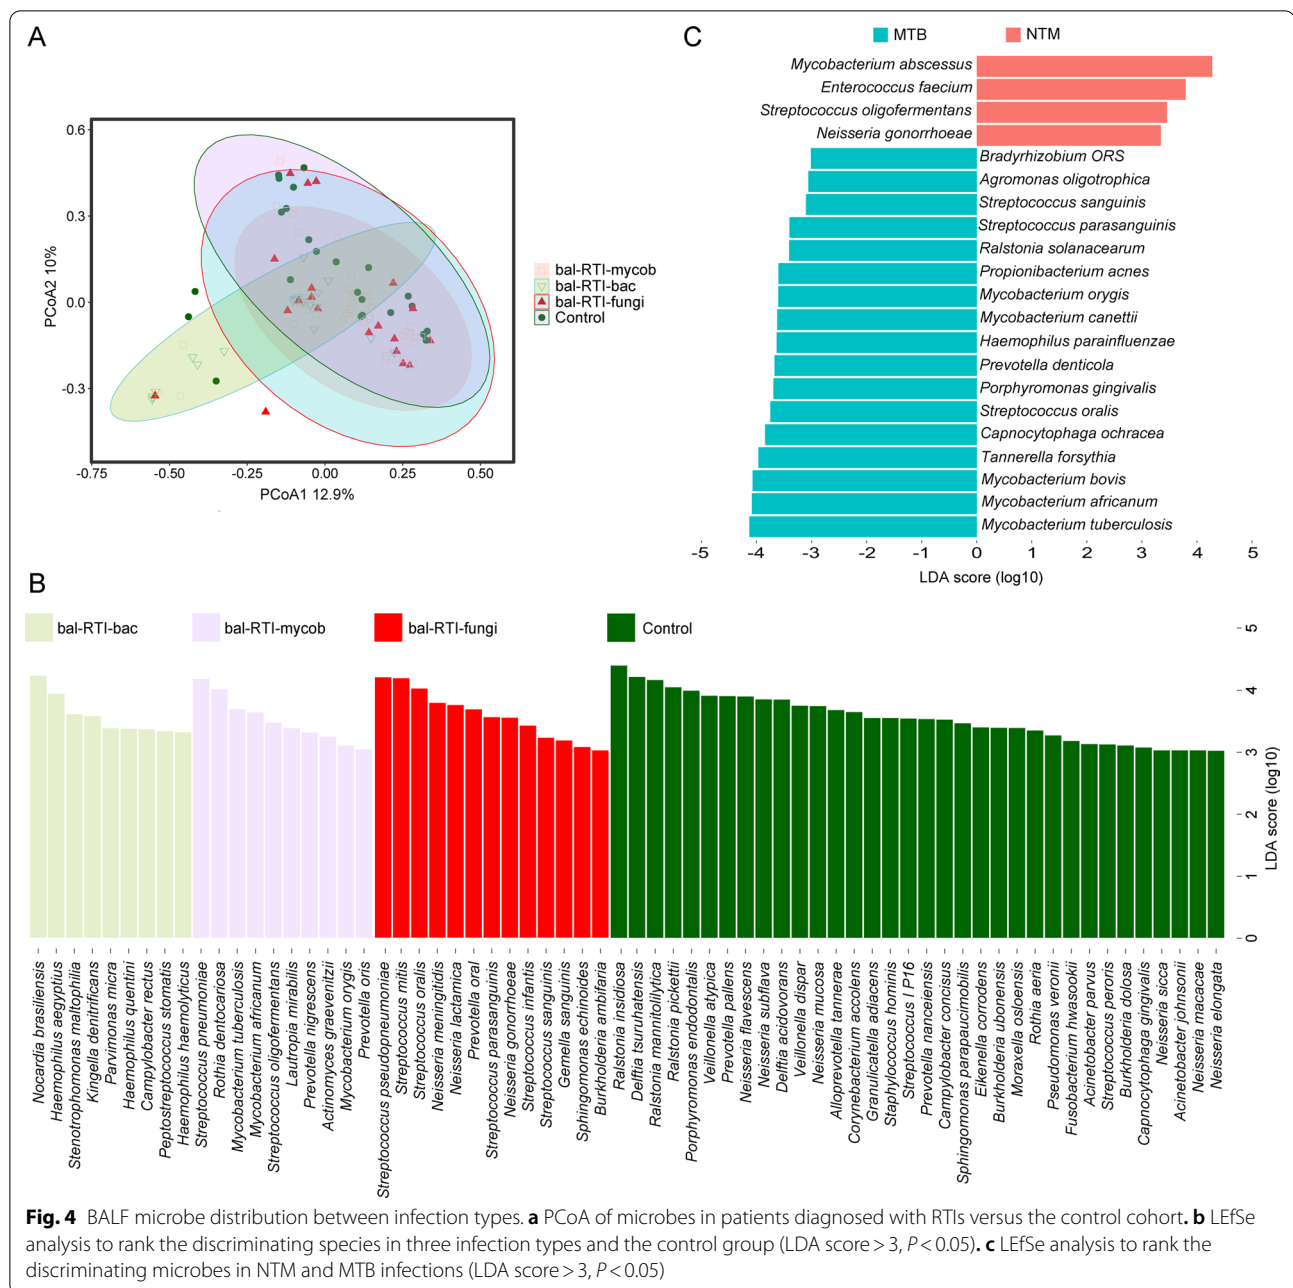 A
0.6
0.3
0.0
-0.3
PCoA2 10%
-0.75
-0.50
-0.25
0.00
0.25
0.50
PCoA1 12.9%
bal-RTI-mycob
bal-RTI-bac
bal-RTI-fungi
Control
C
MTB
NTM
Mycobacterium abscessus
Enterococcus faecium
Streptococcus oligofermentans
Neisseria gonorrhoeae
Bradyrhizobium ORS
Agromonas oligotrophica
Streptococcus sanguinis
Streptococcus parasanguinis
Ralstonia solanacearum
Propionibacterium acnes
Mycobacterium orygis
Mycobacterium canettii
Haemophilus parainfluenzae
Prevotella denticola
Porphyromonas gingivalis
Streptococcus oralis
Capnocytophaga ochracea
Tannerella forsythia
Mycobacterium bovis
Mycobacterium africanum
Mycobacterium tuberculosis
-5
-4
-3
-2
-1
0
1
2
3
4
5
LDA score (log10)
B
bal-RTI-bac
bal-RTI-mycob
bal-RTI-fungi
Control
5
4
3
2
1
0
LDA score (log10)
Nocardia brasiliensis
Haemophilus aegyptius
Stenotrophomonas maltophilia
Kingella denitrificans
Parvimonas micra
Haemophilus quentini
Campylobacter rectus
Peptostreptococcus stomatis
Haemophilus haemolyticus
Streptococcus pneumoniae
Rothia dentocariosa
Mycobacterium tuberculosis
Mycobacterium africanum
Streptococcus oligofermentans
Lautropia mirabilis
Prevotella nigrescens
Actinomyces graevenitzii
Mycobacterium orygis
Prevotella oris
Streptococcus pseudopneumoniae
Streptococcus mitis
Streptococcus oralis
Neisseria meningitidis
Neisseria lactamica
Prevotella oral
Streptococcus parasanguinis
Neisseria gonorrhoeae
Streptococcus infantis
Streptococcus sanguinis
Gemella sanguinis
Sphingomonas echinoides
Burkholderia ambifaria
Ralstonia insidiosa
Delftia tsuruhatensis
Ralstonia mannitolilytica
Ralstonia pickettii
Porphyromonas endodontalis
Veillonella atypica
Prevotella pallens
Neisseria flavescens
Neisseria subflava
Delftia acidovorans
Veillonella dispar
Neisseria mucosa
Alloprevotella tannerae
Corynebacterium accolens
Granulicatella adiacens
Staphylococcus hominis
Streptococcus I P16
Prevotella nanceiensis
Campylobacter concisus
Sphingomonas parapaucimobilis
Eikenella corrodens
Burkholderia ubonensis
Moraxella osloensis
Rothia aeria
Pseudomonas veronii
Fusobacterium hwasookii
Acinetobacter parvus
Streptococcus peroris
Burkholderia dolosa
Capnocytophaga gingivalis
Neisseria sicca
Acinetobacter johnsonii
Neisseria macacae
Neisseria elongata
Fig. 4 BALF microbe distribution between infection types. a PCoA of microbes in patients diagnosed with RTIs versus the control cohort. b LEfSe
analysis to rank the discriminating species in three infection types and the control group (LDA score > 3, P < 0.05). c LEfSe analysis to rank the
discriminating microbes in NTM and MTB infections (LDA score > 3, P < 0.05)